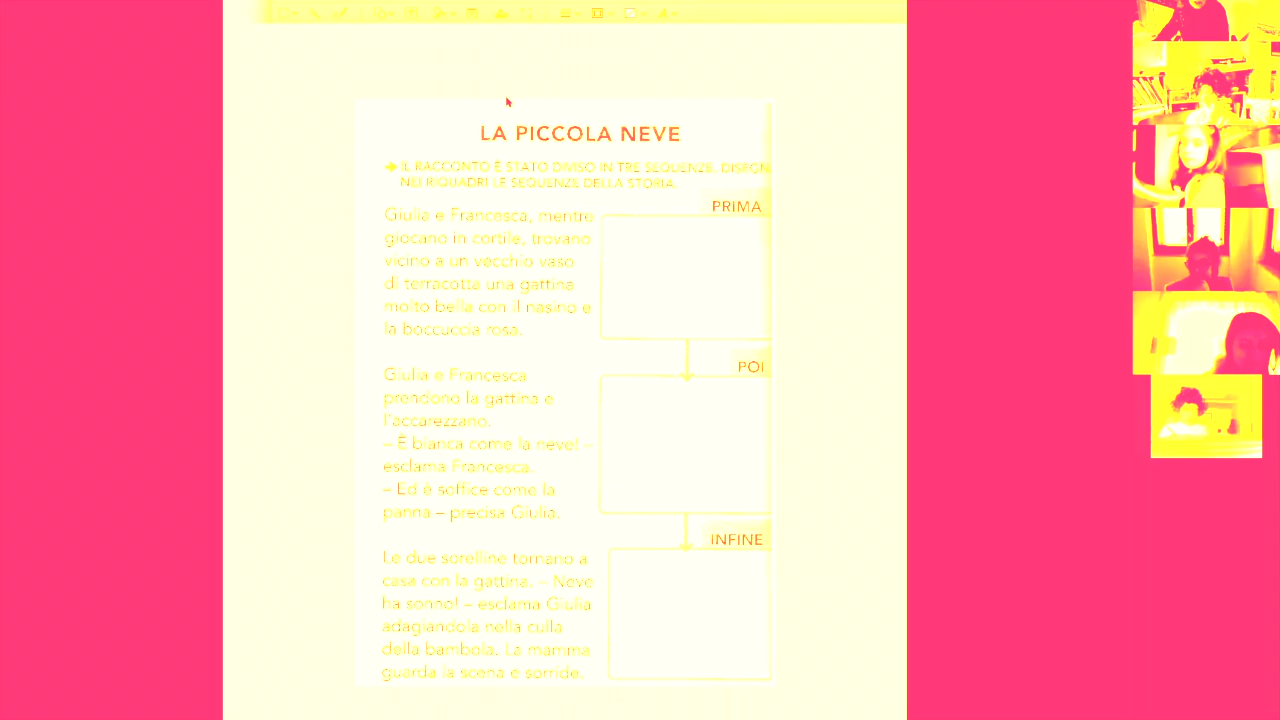 LA PICCOLA NEVE
IL RACCONTO È STATO DIVISO IN TRE SEQUENZE. DISEGN
NEI RIQUADRI LE SEQUENZE DELLA STORIA.
PRIMA
Giulia e Francesca, mentre
giocano in cortile, trovano
vicino a un vecchio vaso
di terracotta una gattina
molto bella con il nasino e
la boccuccia rosa.
POI
Giulia e Francesca
prendono la gattina e
l'accarezzano.
– È bianca come la neve! –
esclama Francesca.
– Ed è soffice come la
panna – precisa Giulia.
INFINE
Le due sorelline tornano a
casa con la gattina. – Neve
ha sonno! – esclama Giulia
adagiandola nella culla
della bambola. La mamma
guarda la scena e sorride.